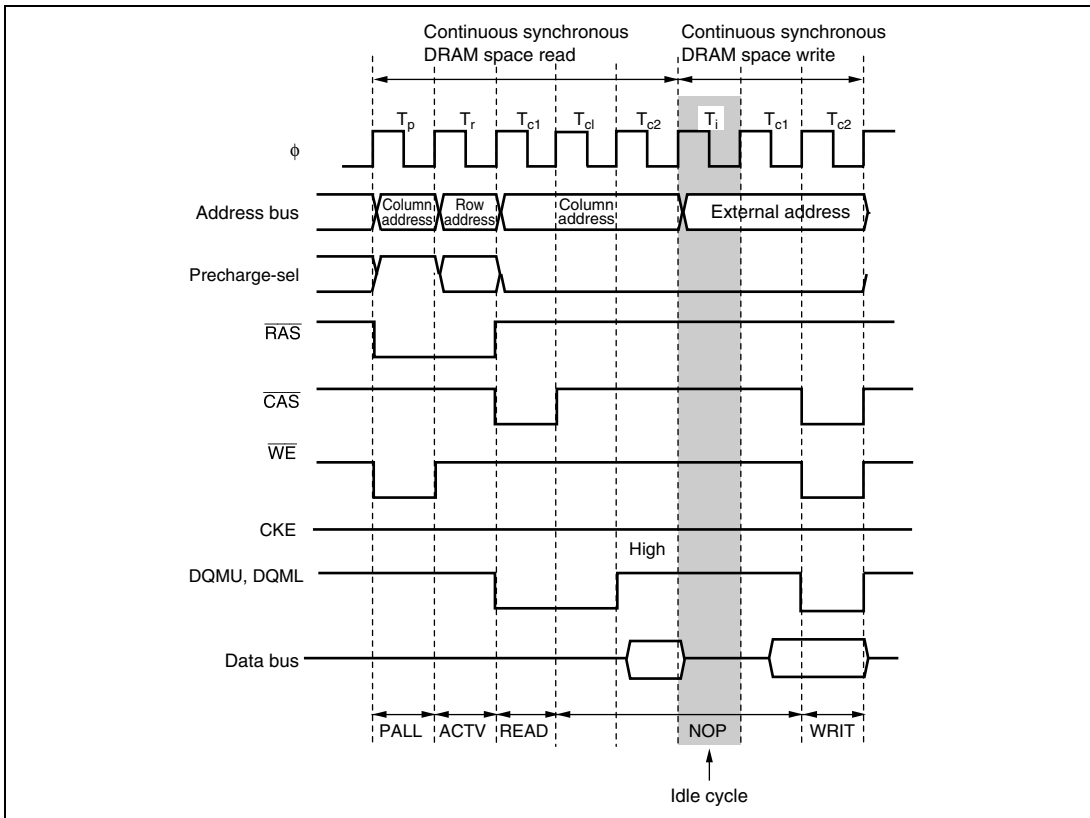 Continuous synchronous
DRAM space read
Continuous synchronous
DRAM space write
Tp Tr Tc1 Tcl Tc2 Ti Tc1 Tc2
ϕ
Address bus
Column
address
Row
address
Column
address
External address
Precharge-sel
RAS
CAS
WE
CKE
High
DQMU, DQML
Data bus
PALL ACTV READ NOP WRIT
Idle cycle